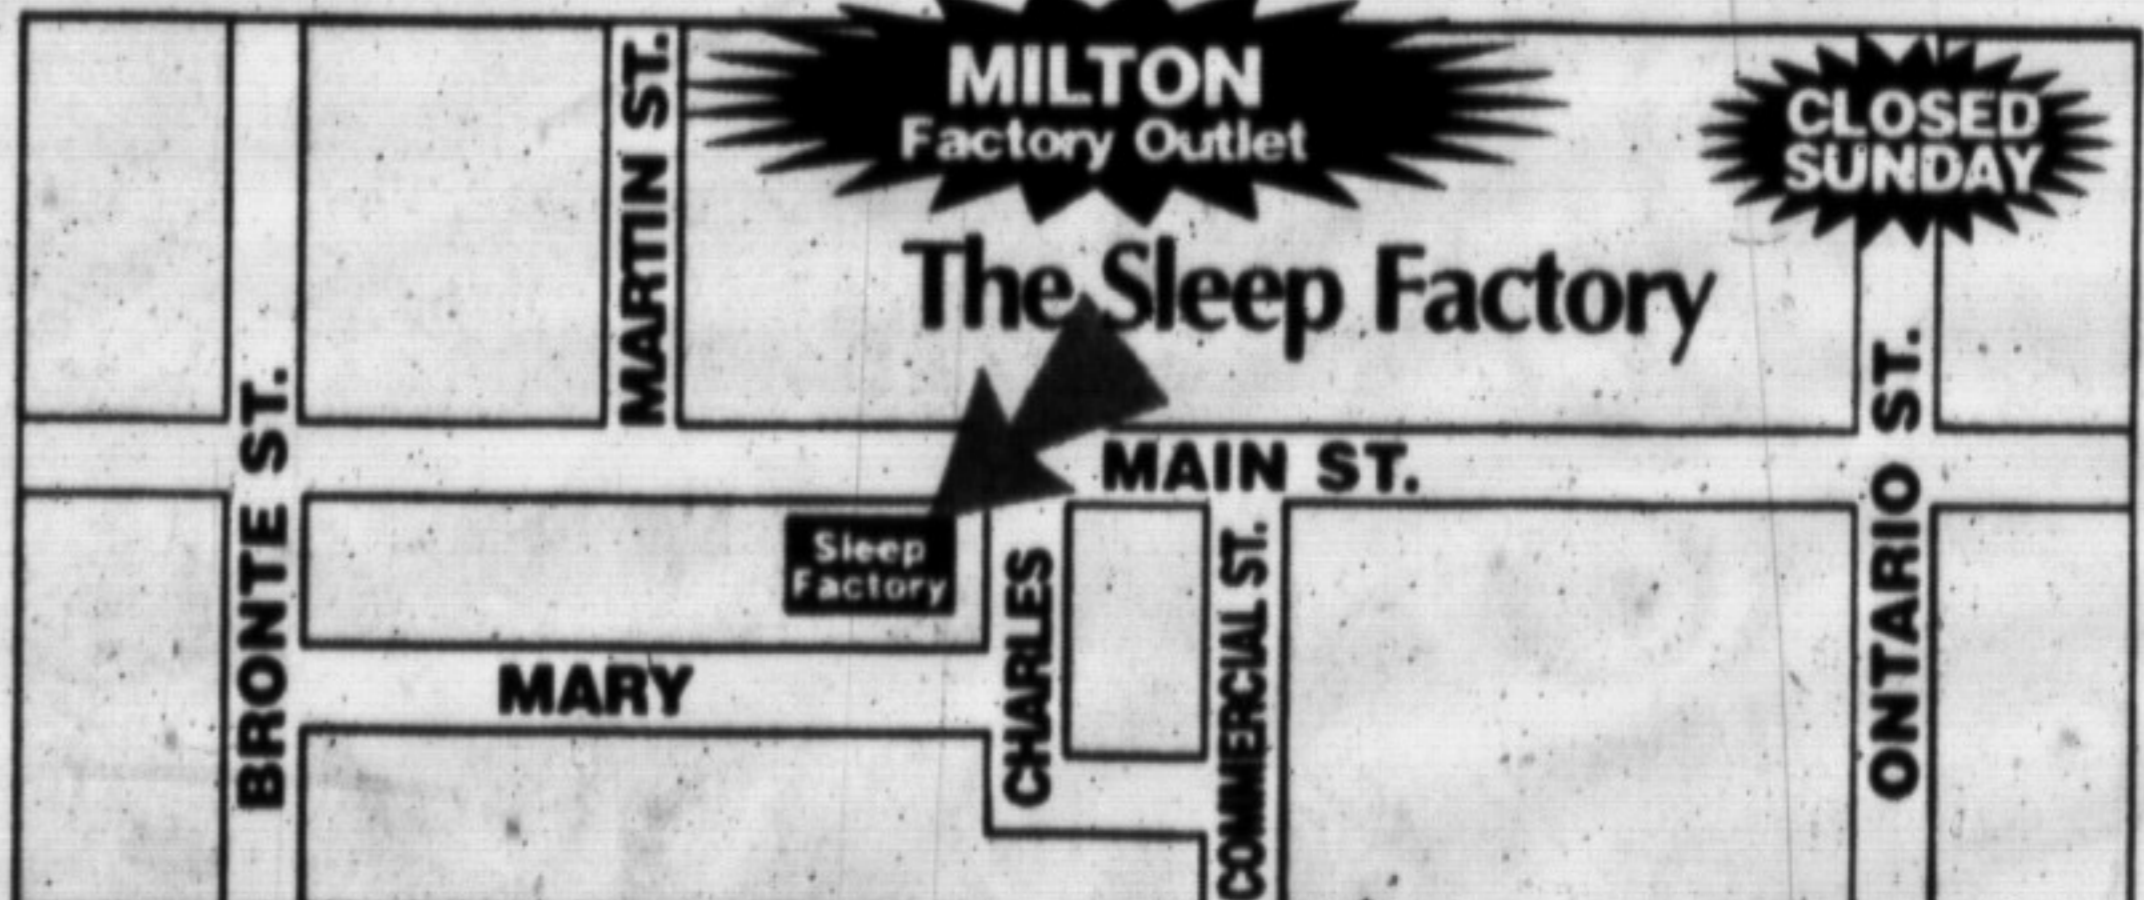 MILTON
Factory Outlet
CLOSED
SUNDAY
MARTIN ST.
The Sleep Factory
BRONTE ST.
MAIN ST.
ONTARIO ST.
Sleep
Factory
CHARLES
COMMERCIAL ST.
MARY